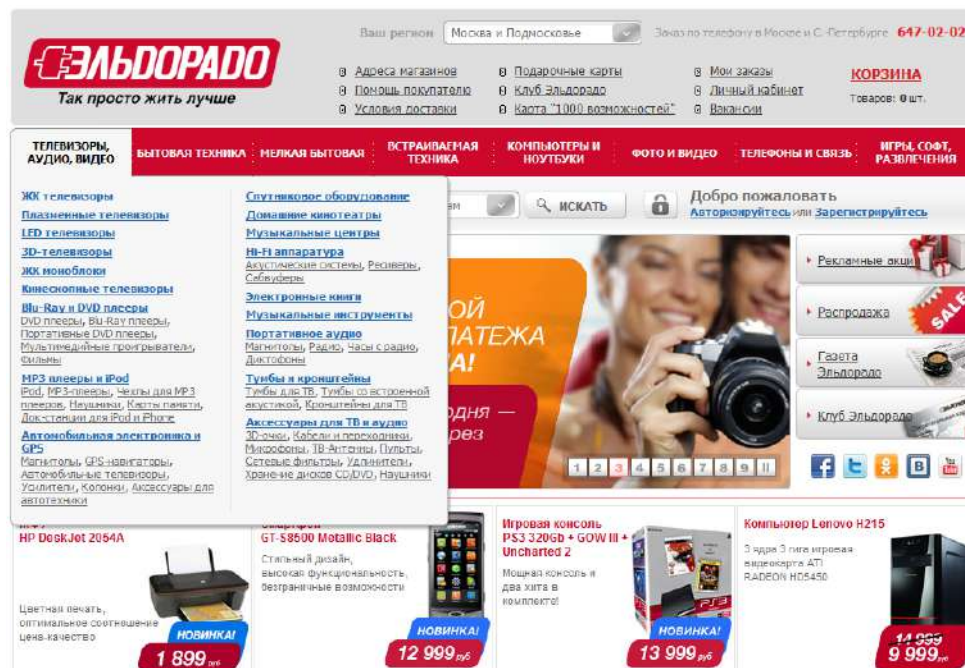 Ваш регион Москва и Подмосковье Заказ по телефону в Москве и С.-Петербурге 647-02-02
ЭЛЬДОРАДО
Так просто жить лучше
Адреса магазинов Подарочные карты Мои заказы КОРЗИНА
Помощь покупателю Клуб Эльдорадо Личный кабинет Товаров: 0 шт.
Условия доставки Карта "1000 возможностей" Вакансии
ТЕЛЕВИЗОРЫ,
АУДИО, ВИДЕО
БЫТОВАЯ ТЕХНИКА
МЕЛКАЯ БЫТОВАЯ
ВСТРАИВАЕМАЯ
ТЕХНИКА
КОМПЬЮТЕРЫ И
НОУТБУКИ
ФОТО И ВИДЕО
ТЕЛЕФОНЫ И СВЯЗЬ
ИГРЫ, СОФТ,
РАЗВЛЕЧЕНИЯ
ЖК телевизоры
Плазменные телевизоры
LED телевизоры
3D-телевизоры
ЖК моноблоки
Кинескопные телевизоры
Blu-Ray и DVD плееры
DVD плееры, Blu-Ray плееры,
Портативные DVD плееры,
Мультимедийные проигрыватели,
Фильмы
MP3 плееры и iPod
iPod, MP3-плееры, Чехлы для MP3
плееров, Наушники, Карты памяти,
Док-станции для iPod и iPhone
Автомобильная электроника и
GPS
Магнитолы, GPS-навигаторы,
Автомобильные телевизоры,
Усилители, Колонки, Аксессуары для
автотехники
Спутниковое оборудование
Домашние кинотеатры
Музыкальные центры
Hi-Fi аппаратура
Акустические системы, Ресиверы,
Сабвуферы
Электронные книги
Музыкальные инструменты
Портативное аудио
Магнитолы, Радио, Часы с радио,
Диктофоны
Тумбы и кронштейны
Тумбы для ТВ, Тумбы со встроенной
акустикой, Кронштейны для ТВ
Аксессуары для ТВ и аудио
3D-очки, Кабели и переходники,
Микрофоны, ТВ-Антенны, Пульты,
Сетевые фильтры, Удлинители,
Хранение дисков CD/DVD, Наушники
ИСКАТЬ
Добро пожаловать
Авторизируйтесь или Зарегистрируйтесь
ОЙ
ПЛАТЕЖА
А!
ОДНЯ —
РЕЗ
1 2 3 4 5 6 7 8 9 II
Рекламные акции
Распродажа
SALE
Газета
Эльдорадо
Клуб Эльдорадо
HP DeskJet 2054A
Цветная печать,
оптимальное соотношение
цена-качество
НОВИНКА!
1 899 руб
GT-S8500 Metallic Black
Стильный дизайн,
высокая функциональность,
безграничные возможности
НОВИНКА!
12 999 руб
Игровая консоль
PS3 320Gb + GOW III +
Uncharted 2
Мощная консоль и
два хита в
комплекте!
НОВИНКА!
13 999 руб
Компьютер Lenovo H215
3 ядра 3 гига игровая
видеокарта ATI
RADEON HD5450
14 999
9 999 руб